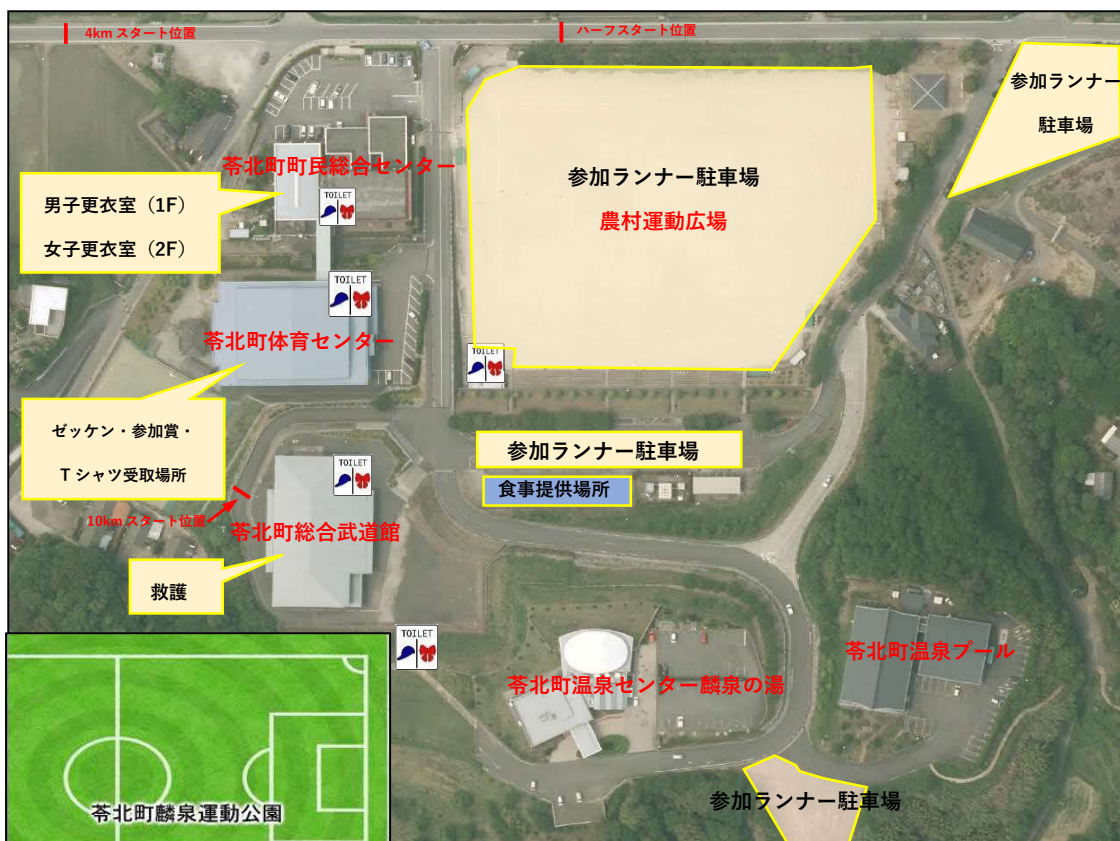 4kmスタート位置
ハーフスタート位置
参加ランナー
駐車場
苓北町町民総合センター
参加ランナー駐車場
農村運動広場
男子更衣室（1F）
女子更衣室（2F）
TOILET
TOILET
苓北町体育センター
TOILET
ゼッケン・参加賞・
Tシャツ受取場所
参加ランナー駐車場
食事提供場所
TOILET
10kmスタート位置
苓北町総合武道館
救護
TOILET
苓北町温泉プール
苓北町温泉センター麟泉の湯
参加ランナー駐車場
苓北町麟泉運動公園